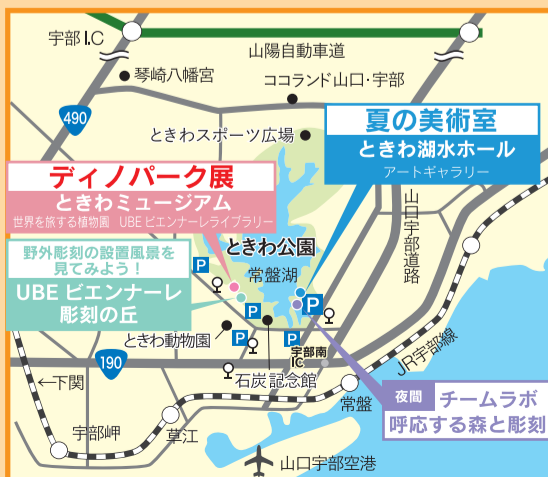 宇部I.C
山陽自動車道
琴崎八幡宮
ココランド山口・宇部
490
ときわスポーツ広場
夏の美術室
ときわ湖水ホール
アートギャラリー
ディノパーク展
ときわミュージアム
世界を旅する植物園 UBEビエンナーレライブラリー
山口宇部道路
ときわ公園
野外彫刻の設置風景を
見てみよう!
UBEビエンナーレ
彫刻の丘
P
常盤湖
P
P
P
P
P
ときわ動物園
宇部南
IC
JR宇部線
190
石炭記念館
←下関
常盤
夜間 チームラボ
呼応する森と彫刻
宇部岬
草江
山口宇部空港